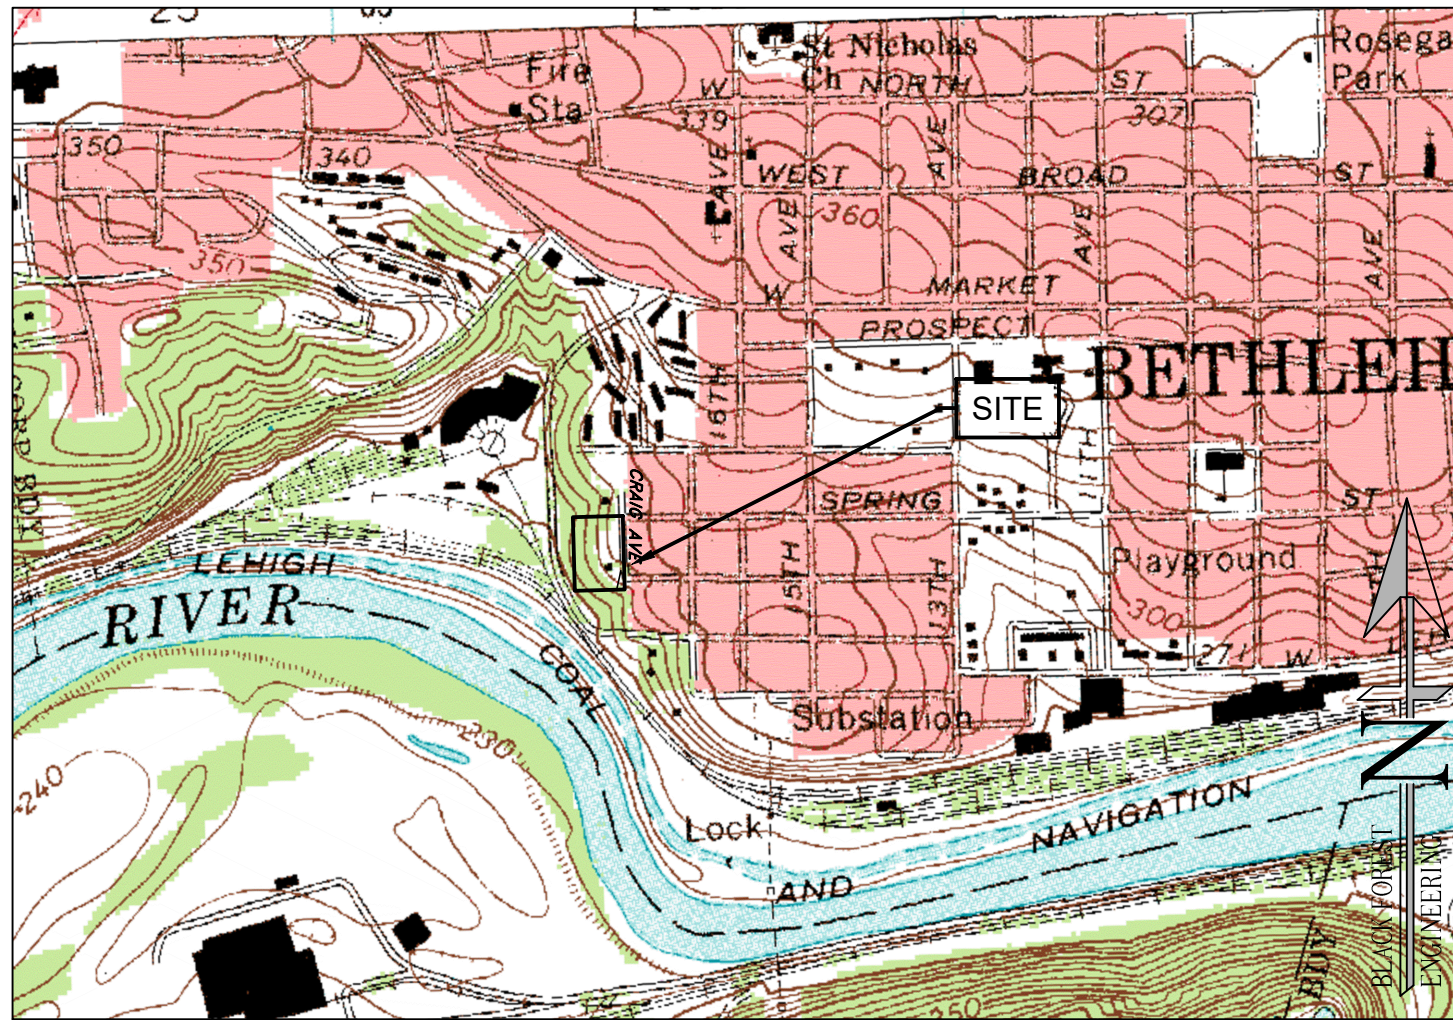 St Nicholas
Ch
Fire
Sta
W NORTH ST
Rosega
Park
339
307
AVE
AVE
350
340
WEST BROAD ST
360
AVE
AVE
AVE
350
W MARKET
PROSPECT
BETHLEH
SITE
16TH
11TH
CRAIG AVE
SPRING ST
LEHIGH
RIVER
15TH
13TH
Playground
300
271
W
COAL
Substation
230
240
Lock
NAVIGATION
AND
N
BLACK FOREST
ENGINEERING
BDY
BDY
350